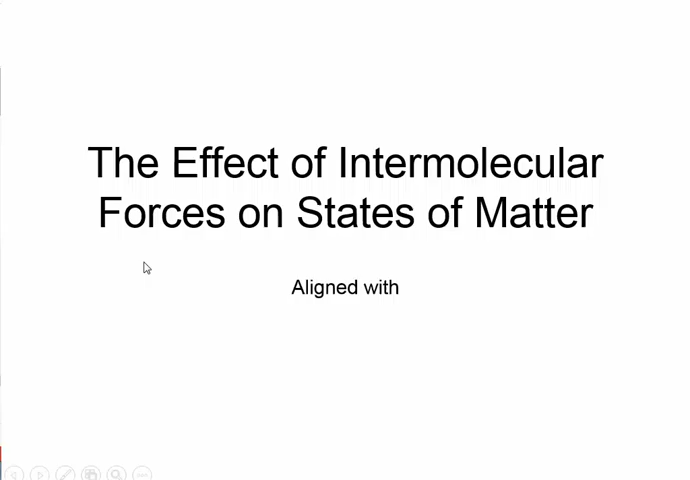 The Effect of Intermolecular
Forces on States of Matter
Aligned with